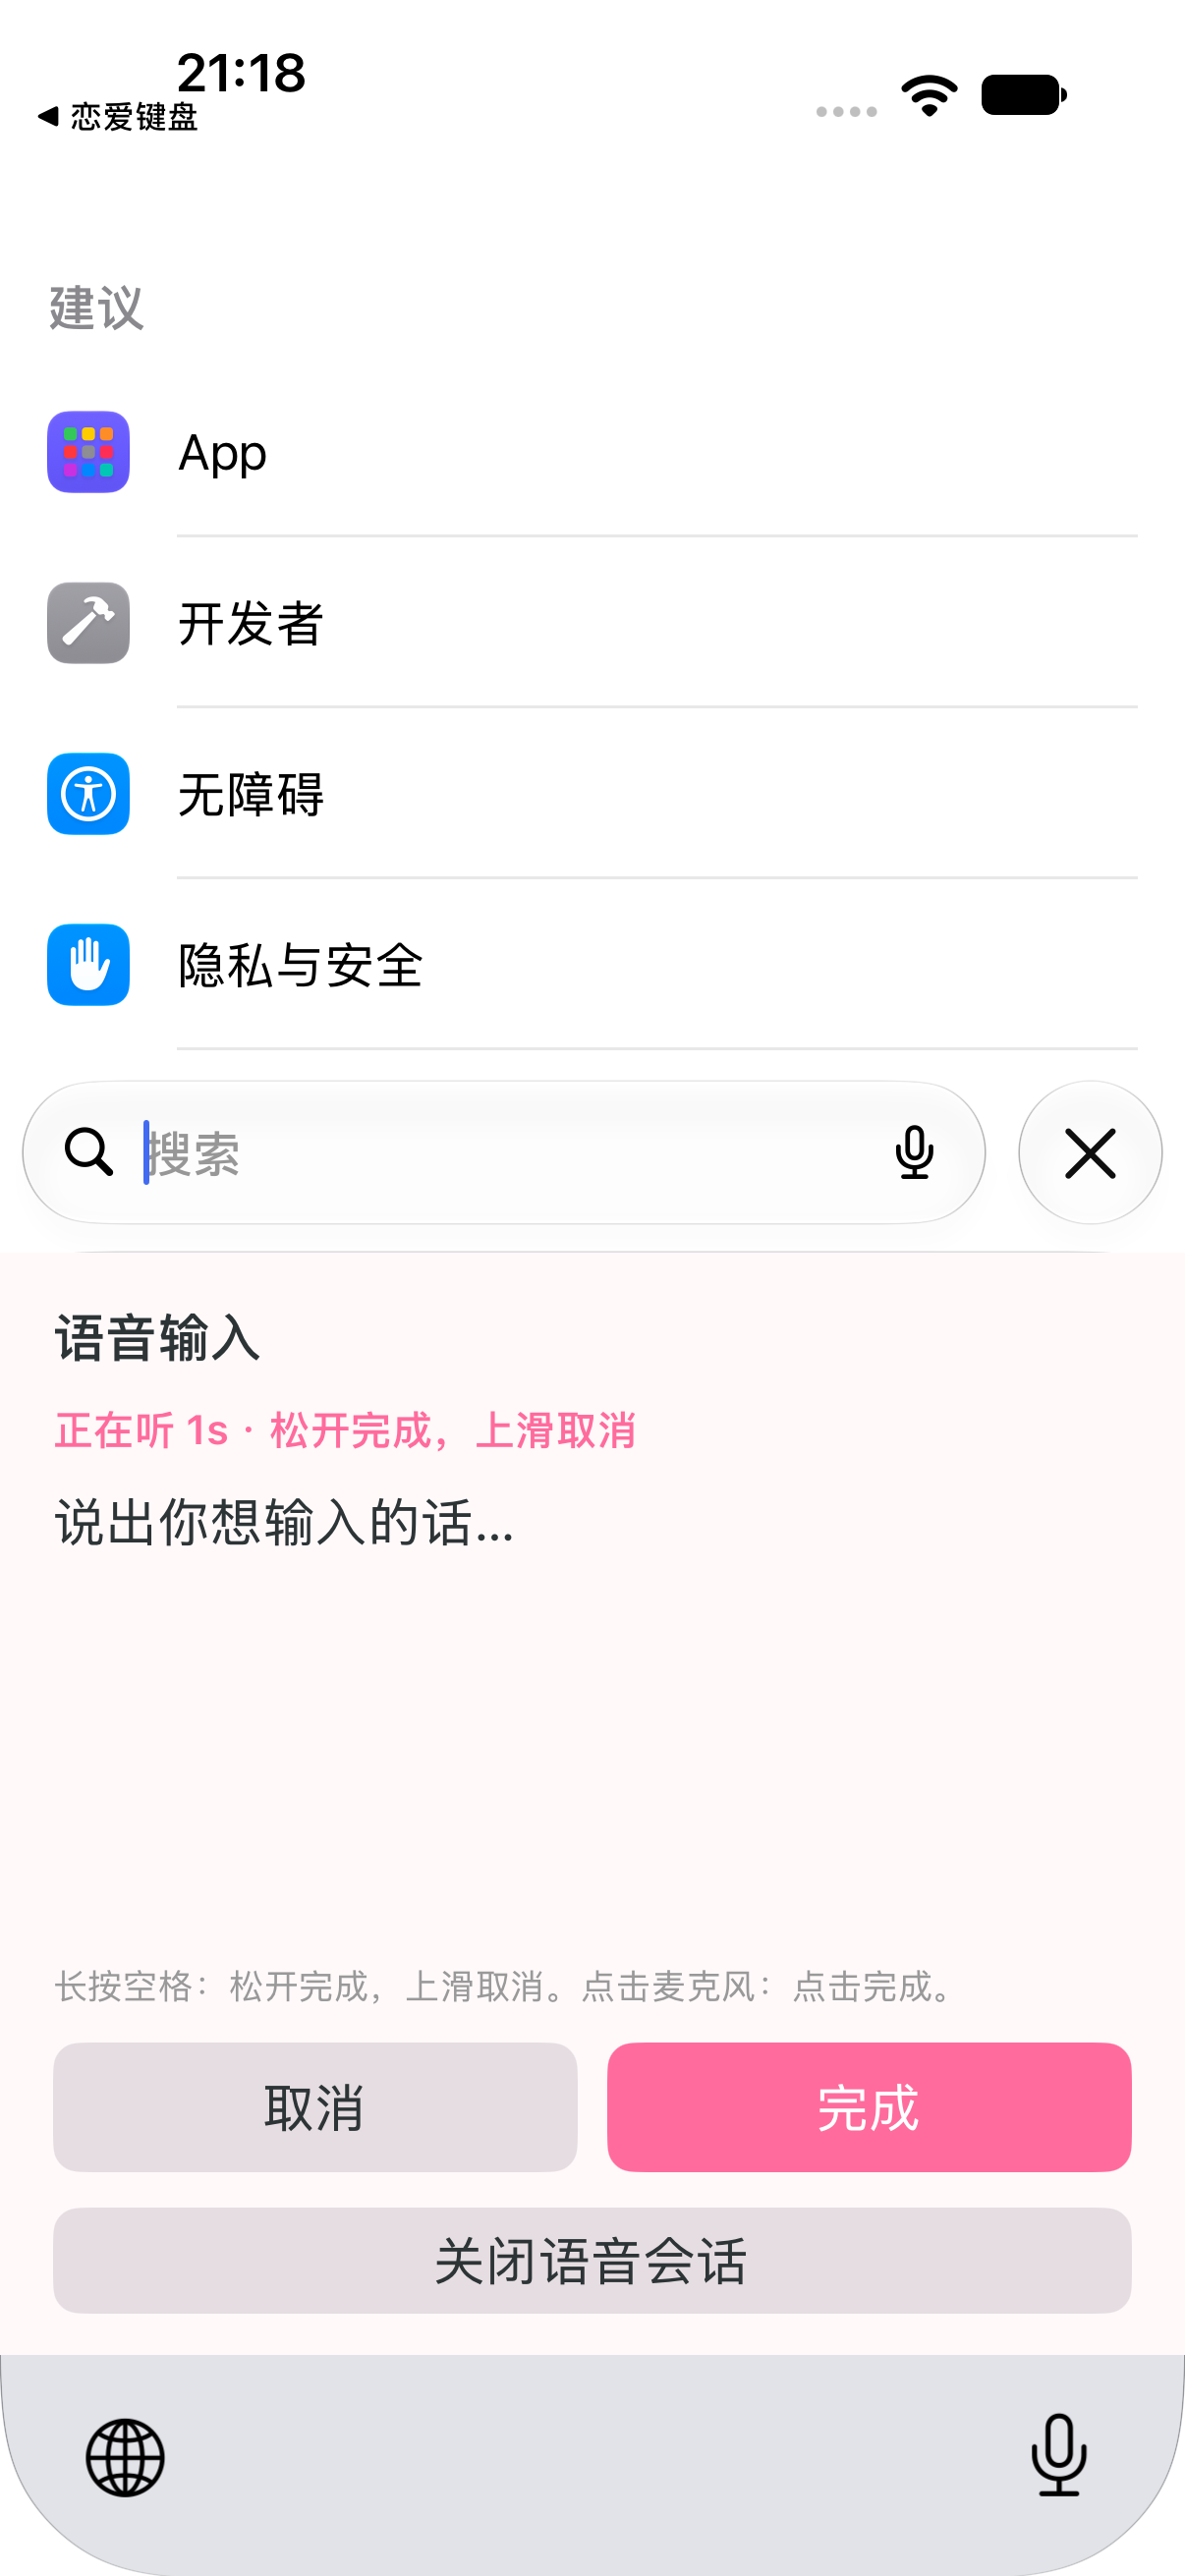 21:18
恋爱键盘
建议
App
开发者
无障碍
隐私与安全
搜索
语音输入
正在听 1s · 松开完成，上滑取消
说出你想输入的话...
长按空格：松开完成，上滑取消。点击麦克风：点击完成。
取消
完成
关闭语音会话